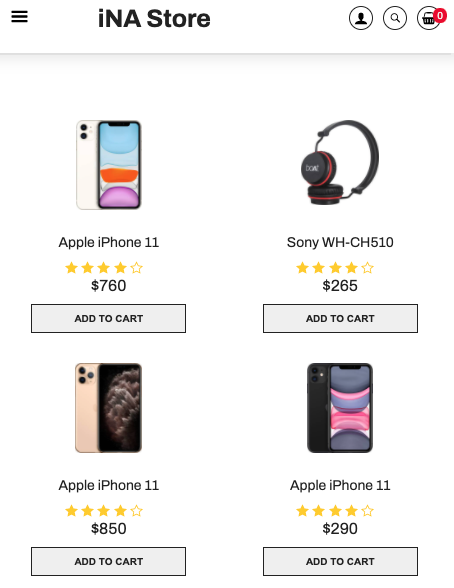 iNA Store
0
Apple iPhone 11
Sony WH-CH510
$760
$265
ADD TO CART
ADD TO CART
Apple iPhone 11
Apple iPhone 11
$850
$290
ADD TO CART
ADD TO CART